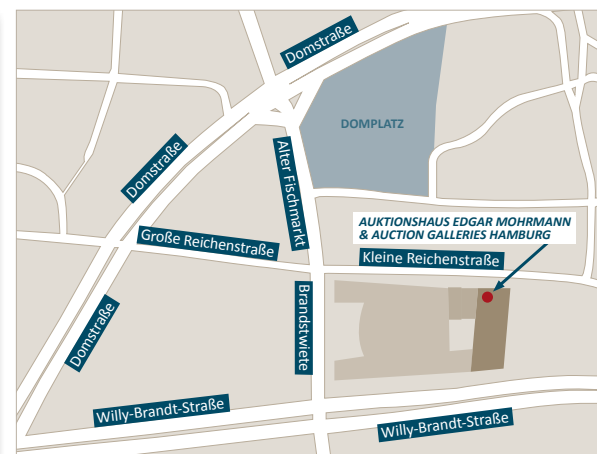 Domstraße
DOMPLATZ
Domstraße
Alter Fischmarkt
AUKTIONSHAUS EDGAR MOHRMANN
& AUCTION GALLERIES HAMBURG
Große Reichenstraße
Kleine Reichenstraße
Domstraße
Brandstwiete
Willy-Brandt-Straße
Willy-Brandt-Straße